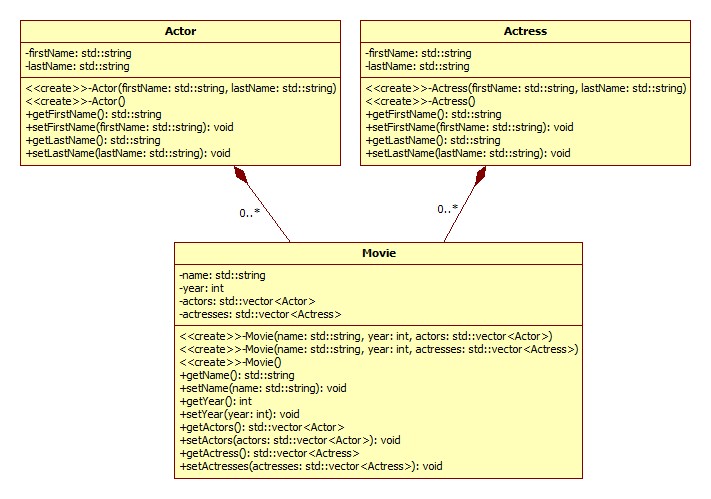 Actor
-firstName: std::string
-lastName: std::string
<<create>>-Actor(firstName: std::string, lastName: std::string)
<<create>>-Actor()
+getFirstName(): std::string
+setFirstName(firstName: std::string): void
+getLastName(): std::string
+setLastName(lastName: std::string): void
Actress
-firstName: std::string
-lastName: std::string
<<create>>-Actress(firstName: std::string, lastName: std::string)
<<create>>-Actress()
+getFirstName(): std::string
+setFirstName(firstName: std::string): void
+getLastName(): std::string
+setLastName(lastName: std::string): void
0..*
0..*
Movie
-name: std::string
-year: int
-actors: std::vector<Actor>
-actresses: std::vector<Actress>
<<create>>-Movie(name: std::string, year: int, actors: std::vector<Actor>)
<<create>>-Movie(name: std::string, year: int, actresses: std::vector<Actress>)
<<create>>-Movie()
+getName(): std::string
+setName(name: std::string): void
+getYear(): int
+setYear(year: int): void
+getActors(): std::vector<Actor>
+setActors(actors: std::vector<Actor>): void
+getActress(): std::vector<Actress>
+setActresses(actresses: std::vector<Actress>): void